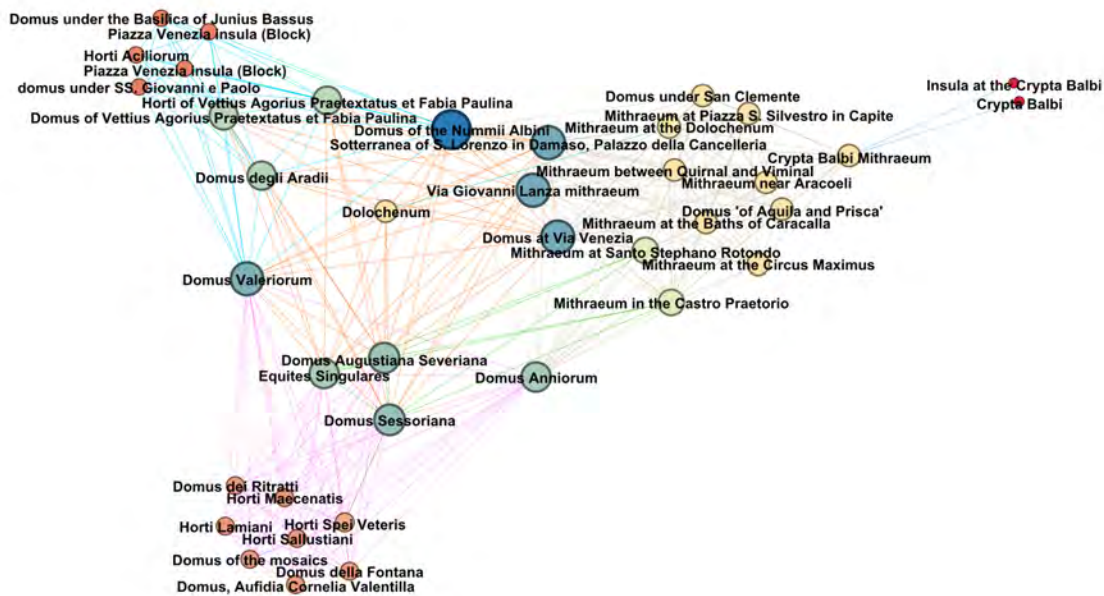 Domus under the Basilica of Junius Bassus
Piazza Venezia insula (Block)
Horti Aciliorum
Piazza Venezia insula (Block)
domus under SS. Giovanni e Paolo
Horti of Vettius Agorius Praetextatus et Fabia Paulina
Domus of Vettius Agorius Praetextatus et Fabia Paulina
Domus of the Nummii Albini
Sotterranea of S. Lorenzo in Damaso, Palazzo della Cancelleria
Domus under San Clemente
Mithraeum at Piazza S. Silvestro in Capite
Mithraeum at the Dolochenum
Insula at the Crypta Balbi
Crypta Balbi
Crypta Balbi Mithraeum
Mithraeum between Quirnal and Viminal
Mithraeum near Aracoeli
Domus degli Aradii
Via Giovanni Lanza mithraeum
Dolochenum
Domus 'of Aquila and Prisca'
Mithraeum at the Baths of Caracalla
Domus at Via Venezia
Mithraeum at Santo Stephano Rotondo
Mithraeum at the Circus Maximus
Domus Valeriorum
Mithraeum in the Castro Praetorio
Domus Augustiana Severiana
Equites Singulares
Domus Anniorum
Domus Sessoriana
Domus dei Ritratti
Horti Maecenatis
Horti Lamiani
Horti Spei Veteris
Horti Sallustiani
Domus of the mosaics
Domus della Fontana
Domus, Aufidia Cornelia Valentilla